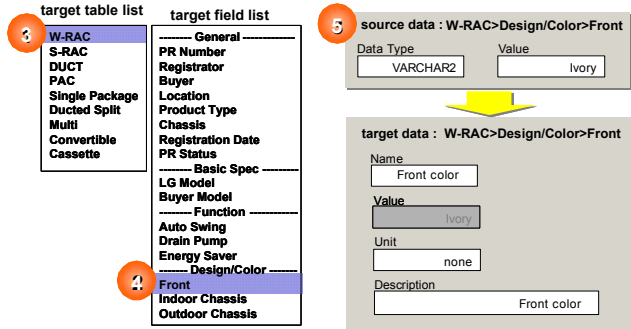 target table list
3
W-RAC
S-RAC
DUCT
PAC
Single Package
Ducted Split
Multi
Convertible
Cassette
target field list
-------- General -------------
PR Number
Registrator
Buyer
Location
Product Type
Chassis
Registration Date
PR Status
-------- Basic Spec ---------
LG Model
Buyer Model
-------- Function ------------
Auto Swing
Drain Pump
Energy Saver
------- Design/Color -------
4
Front
Indoor Chassis
Outdoor Chassis
5
source data : W-RAC>Design/Color>Front
Data Type Value
VARCHAR2 Ivory
target data : W-RAC>Design/Color>Front
Name
Front color
Value
Ivory
Unit
none
Description
Front color